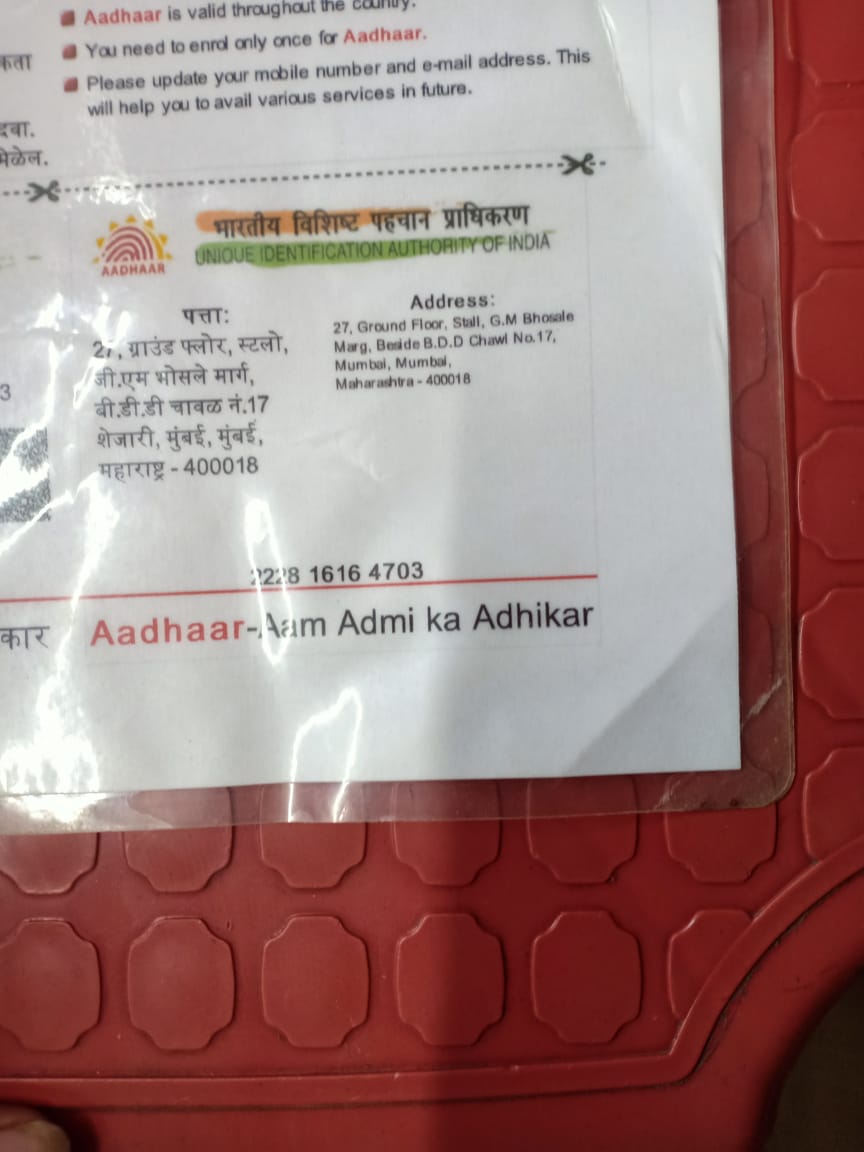 Aadhaar is valid throughout the country.
You need to enrol only once for Aadhaar.
Please update your mobile number and e-mail address. This
will help you to avail various services in future.
दवा.
मेळेल.
भारतीय विशिष्ट पहचान प्राधिकरण
UNIQUE IDENTIFICATION AUTHORITY OF INDIA
AADHAAR
पत्ता:
27, ग्राउंड फ्लोर, स्टलो,
जी.एम भोसले मार्ग,
बी.डी.डी चावळ नं.17
शेजारी, मुंबई, मुंबई,
महाराष्ट्र - 400018
Address:
27, Ground Floor, Stall, G.M Bhosale
Marg, Beside B.D.D Chawl No.17,
Mumbai, Mumbai,
Maharashtra - 400018
3
2228 1616 4703
कार
Aadhaar-Aam Admi ka Adhikar